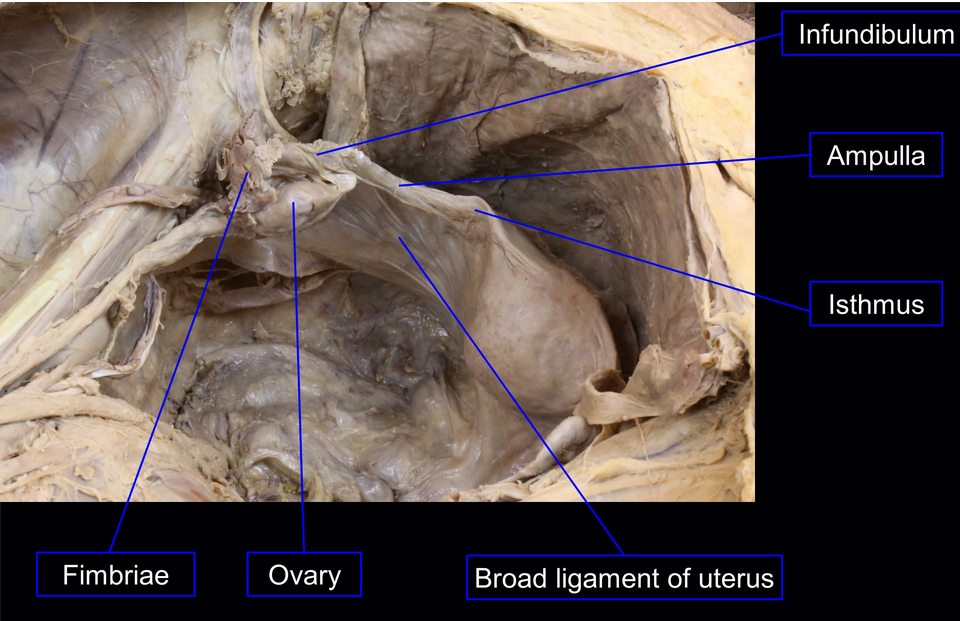 Infundibulum
Ampulla
Isthmus
Fimbriae
Ovary
Broad ligament of uterus